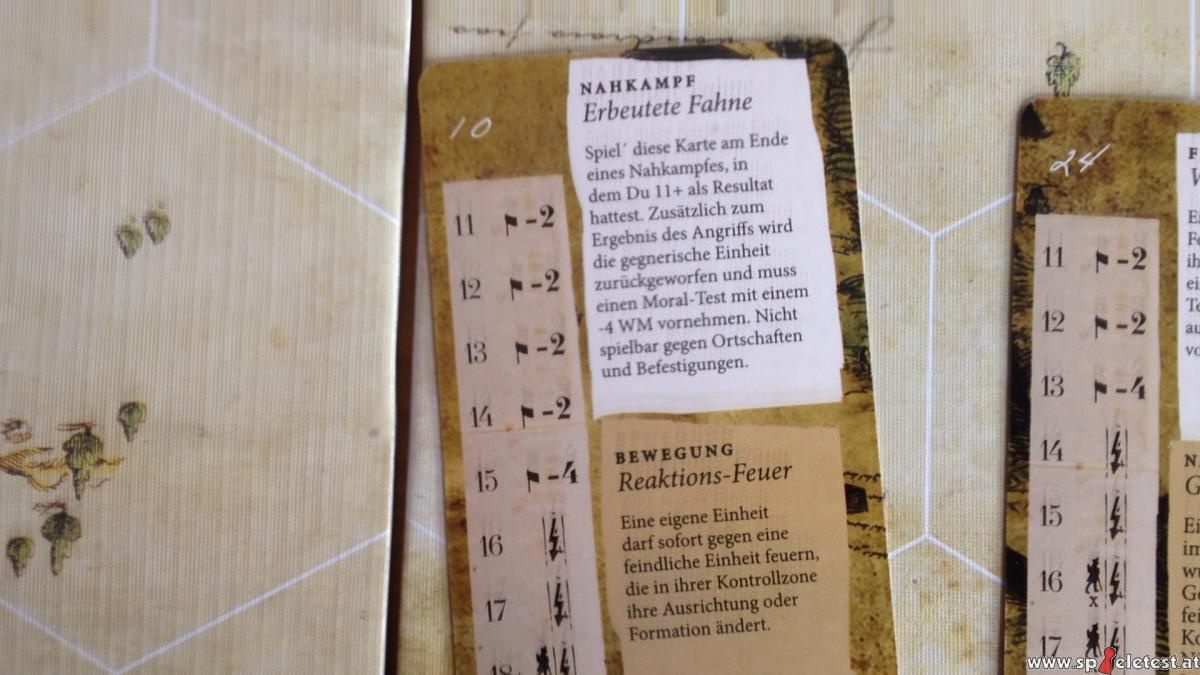 10
NAHKAMPF
Erbeutete Fahne
Spiel´ diese Karte am Ende
eines Nahkampfes, in
dem Du 11+ als Resultat
hattest. Zusätzlich zum
Ergebnis des Angriffs wird
die gegnerische Einheit
zurückgeworfen und muss
einen Moral-Test mit einem
-4 WM vornehmen. Nicht
spielbar gegen Ortschaften
und Befestigungen.
11 -2
12 -2
13 -2
14 -2
15 -4
16
17
18
BEWEGUNG
Reaktions-Feuer
Eine eigene Einheit
darf sofort gegen eine
feindliche Einheit feuern,
die in ihrer Kontrollzone
ihre Ausrichtung oder
Formation ändert.
24
11 -2
12 -2
13 -4
14
15
16 x
17
www.spieletest.at